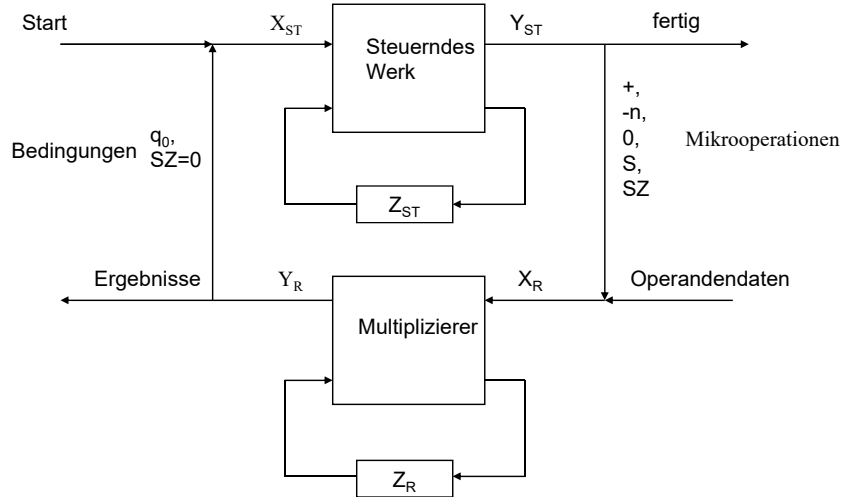 Start
X_ST
Steuerndes
Werk
Y_ST
fertig
Bedingungen
q_0,
SZ=0
+,
-n,
0,
S,
SZ
Mikrooperationen
Z_ST
Ergebnisse
Y_R
Multiplizierer
X_R
Operandendaten
Z_R